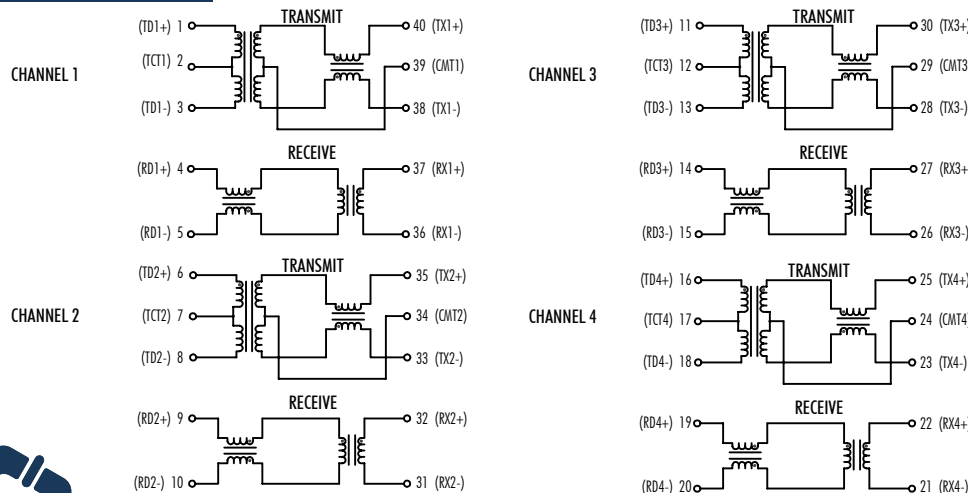 TRANSMIT
(TD1+) 1
40 (TX1+)
(TCT1) 2
39 (CMT1)
CHANNEL 1
(TD1-) 3
38 (TX1-)
RECEIVE
(RD1+) 4
37 (RX1+)
(RD1-) 5
36 (RX1-)
TRANSMIT
(TD2+) 6
35 (TX2+)
(TCT2) 7
34 (CMT2)
CHANNEL 2
(TD2-) 8
33 (TX2-)
RECEIVE
(RD2+) 9
32 (RX2+)
(RD2-) 10
31 (RX2-)
TRANSMIT
(TD3+) 11
30 (TX3+)
(TCT3) 12
29 (CMT3
CHANNEL 3
(TD3-) 13
28 (TX3-)
RECEIVE
(RD3+) 14
27 (RX3+
(RD3-) 15
26 (RX3-)
TRANSMIT
(TD4+) 16
25 (TX4+)
(TCT4) 17
24 (CMT4
CHANNEL 4
(TD4-) 18
23 (TX4-)
RECEIVE
(RD4+) 19
22 (RX4+
(RD4-) 20
21 (RX4-)